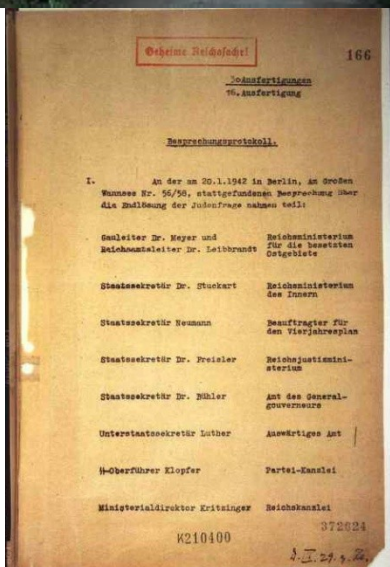 Geheime Reichssache!
166
30 Ausfertigungen
16. Ausfertigung
Besprechungsprotokoll.
I. An der am 20.1.1942 in Berlin, Am Großen
Wannsee Nr. 56/58, stattgefundenen Besprechung über
die Endlösung der Judenfrage nahmen teil:
Gauleiter Dr. Meyer und Reichsministerium
Reichsamtsleiter Dr. Leibbrandt für die besetzten
Ostgebiete
Staatssekretär Dr. Stuckart Reichsministerium
des Innern
Staatssekretär Neumann Beauftragter für
den Vierjahresplan
Staatssekretär Dr. Freisler Reichsjustizmini-
sterium
Staatssekretär Dr. Bühler Amt des General-
gouverneurs
Unterstaatssekretär Luther Auswärtiges Amt
SS-Oberführer Klopfer Partei-Kanzlei
Ministerialdirektor Kritzinger Reichskanzlei
372024
K210400